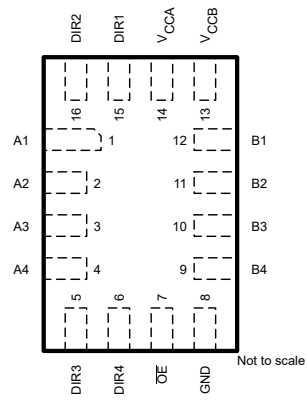 DIR2 DIR1 VCCA VCCB
16 15 14 13
A1 1 12 B1
A2 2 11 B2
A3 3 10 B3
A4 4 9 B4
5 6 7 8
DIR3 DIR4 O̅E̅ GND
Not to scale